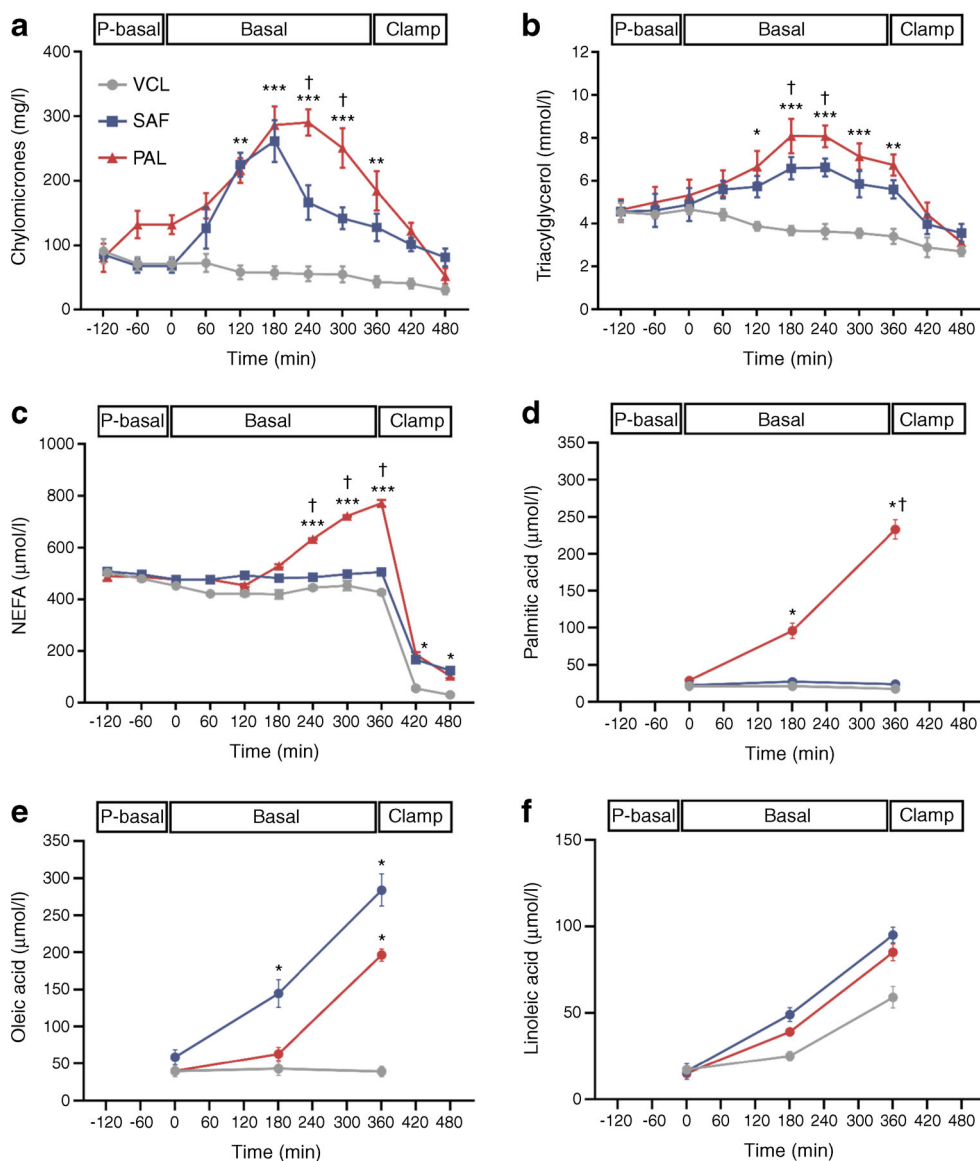 a
P-basal Basal Clamp
Chylomicrones (mg/l)
400
300
200
100
0
VCL
SAF
PAL
** *** *** *** **
† †
-120 -60 0 60 120 180 240 300 360 420 480
Time (min)
b
P-basal Basal Clamp
Triacylglycerol (mmol/l)
12
10
8
6
4
2
0
† †
* *** *** *** **
-120 -60 0 60 120 180 240 300 360 420 480
Time (min)
c
P-basal Basal Clamp
NEFA (µmol/l)
1000
800
600
400
200
0
† † †
*** *** ***
* *
-120 -60 0 60 120 180 240 300 360 420 480
Time (min)
d
P-basal Basal Clamp
Palmitic acid (µmol/l)
350
300
250
200
150
100
50
0
*†
*
-120 -60 0 60 120 180 240 300 360 420 480
Time (min)
e
P-basal Basal Clamp
Oleic acid (µmol/l)
350
300
250
200
150
100
50
0
*
*
*
-120 -60 0 60 120 180 240 300 360 420 480
Time (min)
f
P-basal Basal Clamp
Linoleic acid (µmol/l)
150
100
50
0
-120 -60 0 60 120 180 240 300 360 420 480
Time (min)